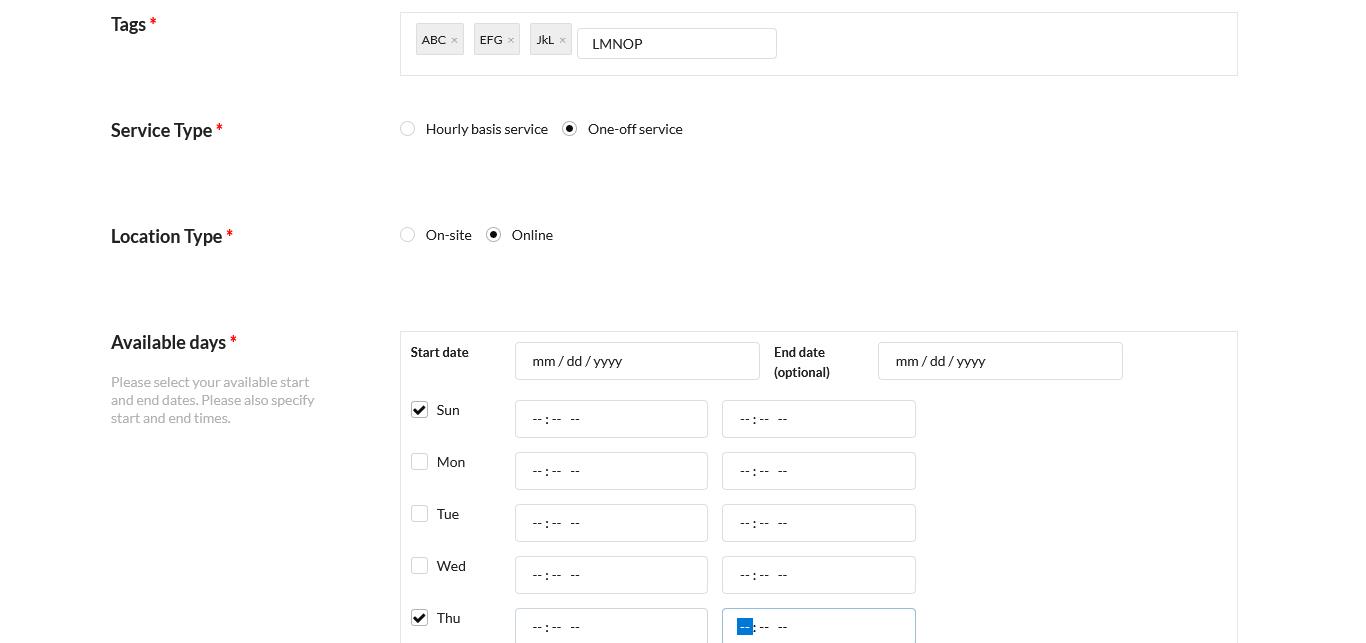 Tags *
ABC × EFG × JkL × LMNOP
Service Type *
Hourly basis service One-off service
Location Type *
On-site Online
Available days *
Please select your available start
and end dates. Please also specify
start and end times.
Start date mm / dd / yyyy End date
(optional) mm / dd / yyyy
Sun --:-- -- --:-- --
Mon --:-- -- --:-- --
Tue --:-- -- --:-- --
Wed --:-- -- --:-- --
Thu --:-- -- --:-- --